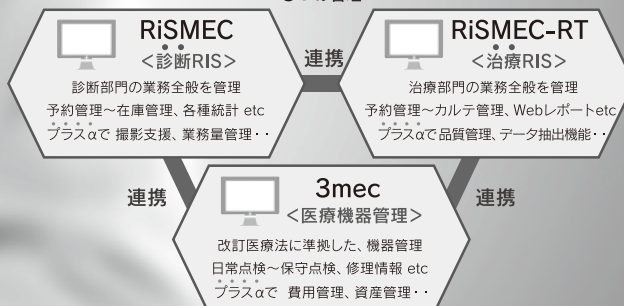 RiSMEC
<診断RIS>
診断部門の業務全般を管理
予約管理～在庫管理、各種統計 etc
プラスαで 撮影支援、業務量管理・・
連携
RiSMEC-RT
<治療RIS>
治療部門の業務全般を管理
予約管理～カルテ管理、Webレポートetc
プラスαで品質管理、データ抽出機能・・
連携
連携
3mec
<医療機器管理>
改訂医療法に準拠した、機器管理
日常点検～保守点検、修理情報 etc
プラスαで 費用管理、資産管理・・